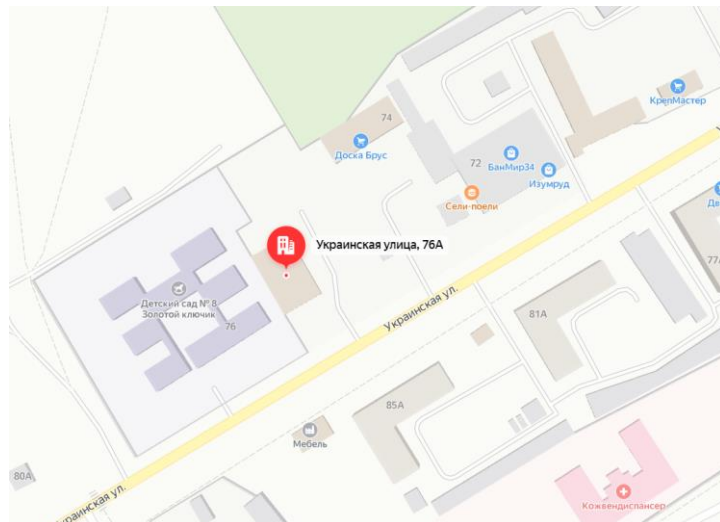 КрепМастер
74
Доска Брус
72
БанМир34
Изумруд
Сели-поели
Украинская улица, 76А
Детский сад № 8
Золотой ключик
76
Украинская ул.
77А
81А
85А
Мебель
80А
Украинская ул.
Кожвендиспансер